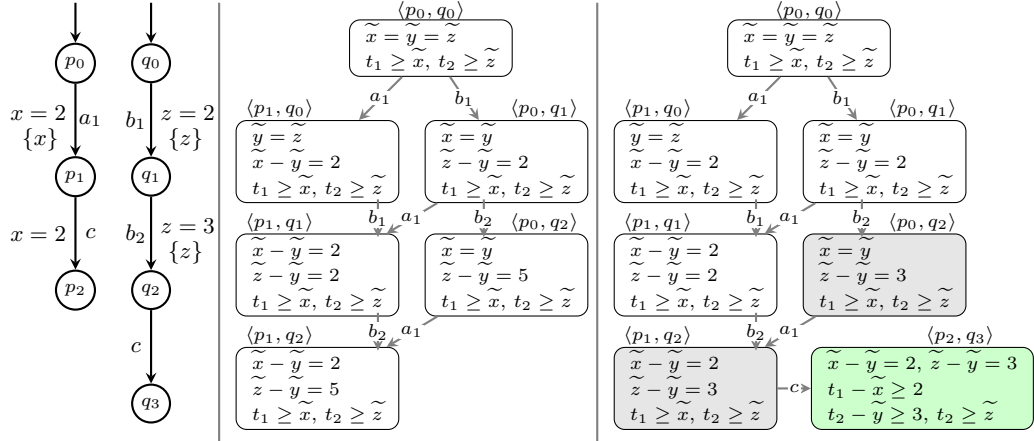 p₀
q₀
x = 2
{x}
a₁
b₁
z = 2
{z}
p₁
q₁
x = 2
c
b₂
z = 3
{z}
p₂
q₂
c
q₃
⟨p₀, q₀⟩
x̃ = ỹ = z̃
t₁ ≥ x̃, t₂ ≥ z̃
a₁
b₁
⟨p₁, q₀⟩
ỹ = z̃
x̃ − ỹ = 2
t₁ ≥ x̃, t₂ ≥ z̃
⟨p₀, q₁⟩
x̃ = ỹ
z̃ − ỹ = 2
t₁ ≥ x̃, t₂ ≥ z̃
b₁
a₁
b₂
⟨p₁, q₁⟩
x̃ − ỹ = 2
z̃ − ỹ = 2
t₁ ≥ x̃, t₂ ≥ z̃
⟨p₀, q₂⟩
x̃ = ỹ
z̃ − ỹ = 5
t₁ ≥ x̃, t₂ ≥ z̃
b₂
a₁
⟨p₁, q₂⟩
x̃ − ỹ = 2
z̃ − ỹ = 5
t₁ ≥ x̃, t₂ ≥ z̃
⟨p₀, q₀⟩
x̃ = ỹ = z̃
t₁ ≥ x̃, t₂ ≥ z̃
a₁
b₁
⟨p₁, q₀⟩
ỹ = z̃
x̃ − ỹ = 2
t₁ ≥ x̃, t₂ ≥ z̃
⟨p₀, q₁⟩
x̃ = ỹ
z̃ − ỹ = 2
t₁ ≥ x̃, t₂ ≥ z̃
b₁
a₁
b₂
⟨p₁, q₁⟩
x̃ − ỹ = 2
z̃ − ỹ = 2
t₁ ≥ x̃, t₂ ≥ z̃
⟨p₀, q₂⟩
x̃ = ỹ
z̃ − ỹ = 3
t₁ ≥ x̃, t₂ ≥ z̃
b₂
a₁
⟨p₁, q₂⟩
x̃ − ỹ = 2
z̃ − ỹ = 3
t₁ ≥ x̃, t₂ ≥ z̃
c
⟨p₂, q₃⟩
x̃ − ỹ = 2, z̃ − ỹ = 3
t₁ − x̃ ≥ 2
t₂ − ỹ ≥ 3, t₂ ≥ z̃